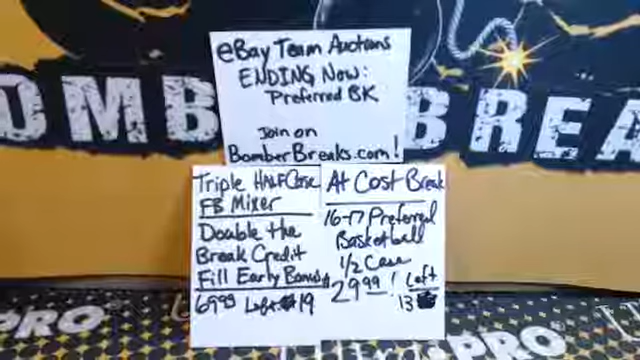 eBay Team Auctions
ENDING Now:
Preferred BK
Join on
BomberBreaks.com!
OMB BREA
Triple HALF Case
FB Mixer
Double the
Break Credit
Fill Early Bonus
69.99 Left 19
At Cost Break
16-17 Preferred
Basketball
1/2 Case
$29.99! Left
13
PRO
PRO